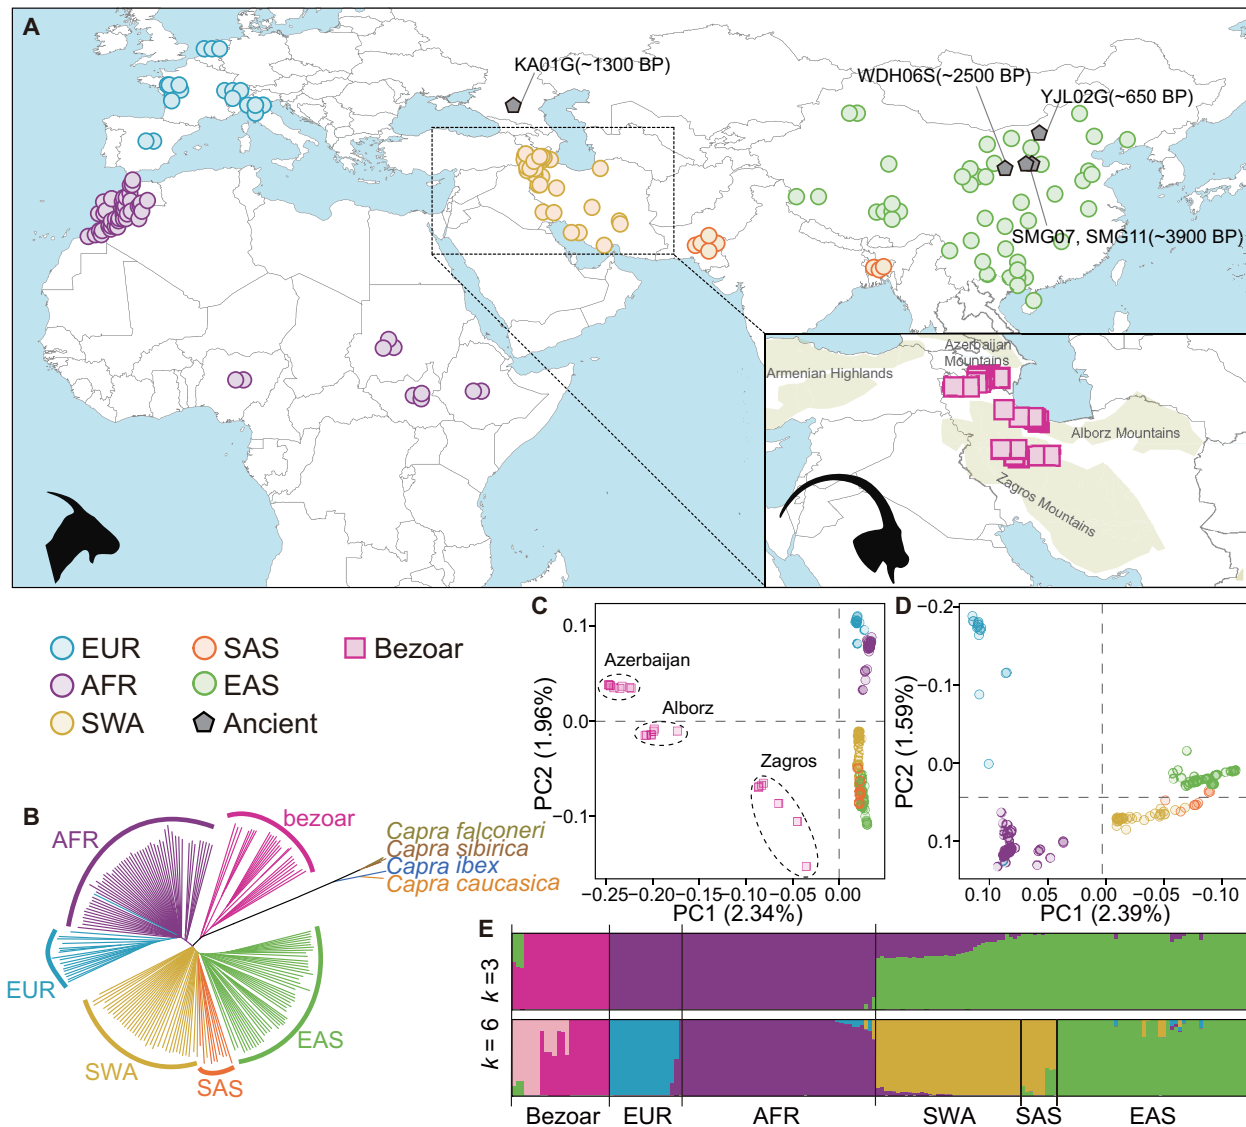 A
KA01G(~1300 BP)
WDH06S(~2500 BP)
YJL02G(~650 BP)
SMG07, SMG11(~3900 BP)
Azerbaijan
Mountains
Armenian Highlands
Alborz Mountains
Zagros Mountains
EUR
SAS
Bezoar
AFR
EAS
SWA
Ancient
B
AFR
bezoar
Capra falconeri
Capra sibirica
Capra ibex
Capra caucasica
EUR
SWA
SAS
EAS
C
PC2 (1.96%)
0.1
0.0
−0.1
Azerbaijan
Alborz
Zagros
−0.25
−0.20
−0.15
−0.10
−0.05
0.00
PC1 (2.34%)
D
PC2 (1.59%)
−0.2
−0.1
0.0
0.1
0.10
0.05
0.00
−0.05
−0.10
PC1 (2.39%)
E
k =3
k = 6
Bezoar
EUR
AFR
SWA
SAS
EAS